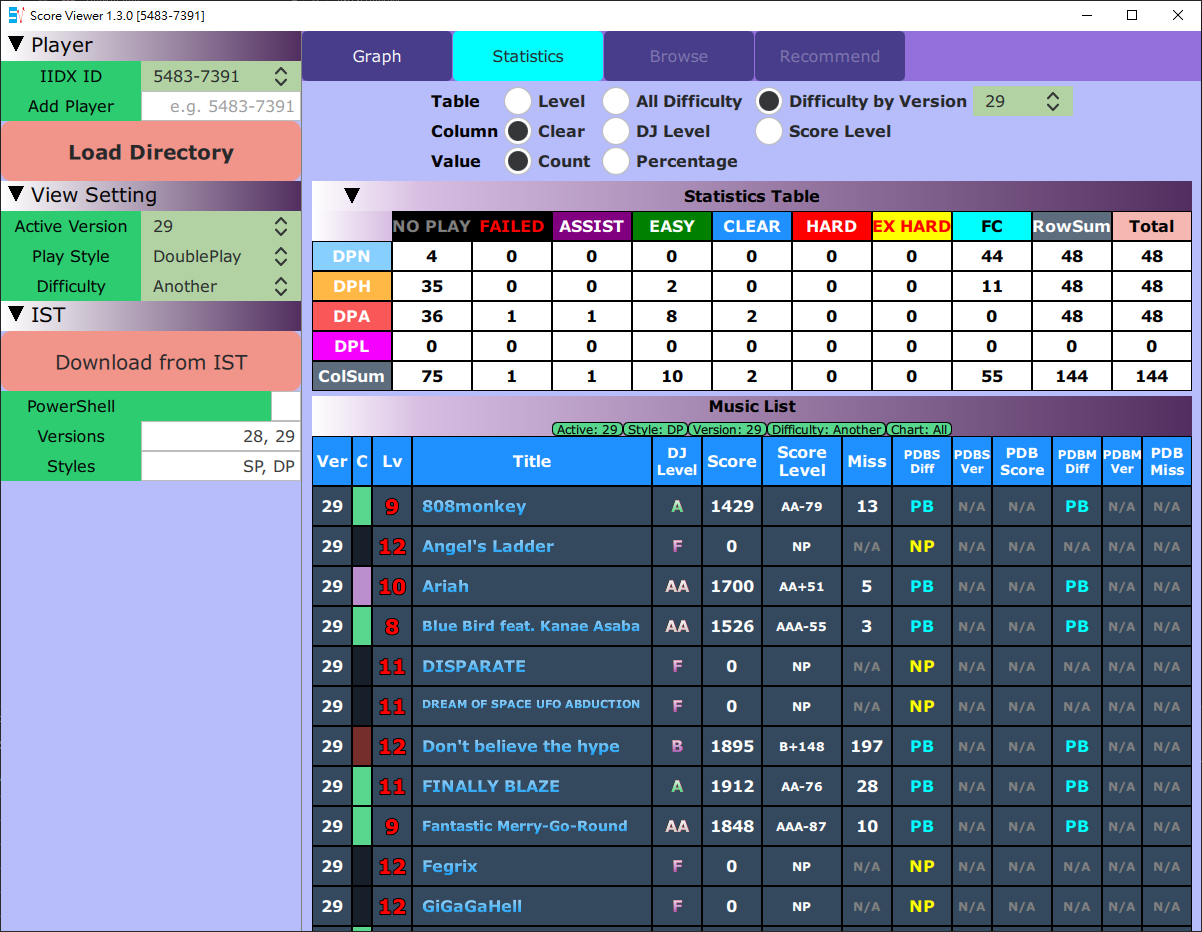 Score Viewer 1.3.0 [5483-7391]
Player
IIDX ID 5483-7391
Add Player e.g. 5483-7391
Load Directory
View Setting
Active Version 29
Play Style DoublePlay
Difficulty Another
IST
Download from IST
PowerShell
Versions 28, 29
Styles SP, DP
Graph Statistics Browse Recommend
Table Level All Difficulty Difficulty by Version 29
Column Clear DJ Level Score Level
Value Count Percentage
Statistics Table
NO PLAY FAILED ASSIST EASY CLEAR HARD EX HARD FC RowSum Total
DPN 4 0 0 0 0 0 0 44 48 48
DPH 35 0 0 2 0 0 0 11 48 48
DPA 36 1 1 8 2 0 0 0 48 48
DPL 0 0 0 0 0 0 0 0 0 0
ColSum 75 1 1 10 2 0 0 55 144 144
Music List
Active: 29 Style: DP Version: 29 Difficulty: Another Chart: All
Ver C Lv Title DJ Level Score Score Level Miss PDBS Diff PDBS Ver PDB Score PDBM Diff PDBM Ver PDB Miss
29 9 808monkey A 1429 AA-79 13 PB N/A N/A PB N/A N/A
29 12 Angel's Ladder F 0 NP N/A NP N/A N/A N/A N/A N/A
29 10 Ariah AA 1700 AA+51 5 PB N/A N/A PB N/A N/A
29 8 Blue Bird feat. Kanae Asaba AA 1526 AAA-55 3 PB N/A N/A PB N/A N/A
29 11 DISPARATE F 0 NP N/A NP N/A N/A N/A N/A N/A
29 11 DREAM OF SPACE UFO ABDUCTION F 0 NP N/A NP N/A N/A N/A N/A N/A
29 12 Don't believe the hype B 1895 B+148 197 PB N/A N/A PB N/A N/A
29 11 FINALLY BLAZE A 1912 AA-76 28 PB N/A N/A PB N/A N/A
29 9 Fantastic Merry-Go-Round AA 1848 AAA-87 10 PB N/A N/A PB N/A N/A
29 12 Fegrix F 0 NP N/A NP N/A N/A N/A N/A N/A
29 12 GiGaGaHell F 0 NP N/A NP N/A N/A N/A N/A N/A